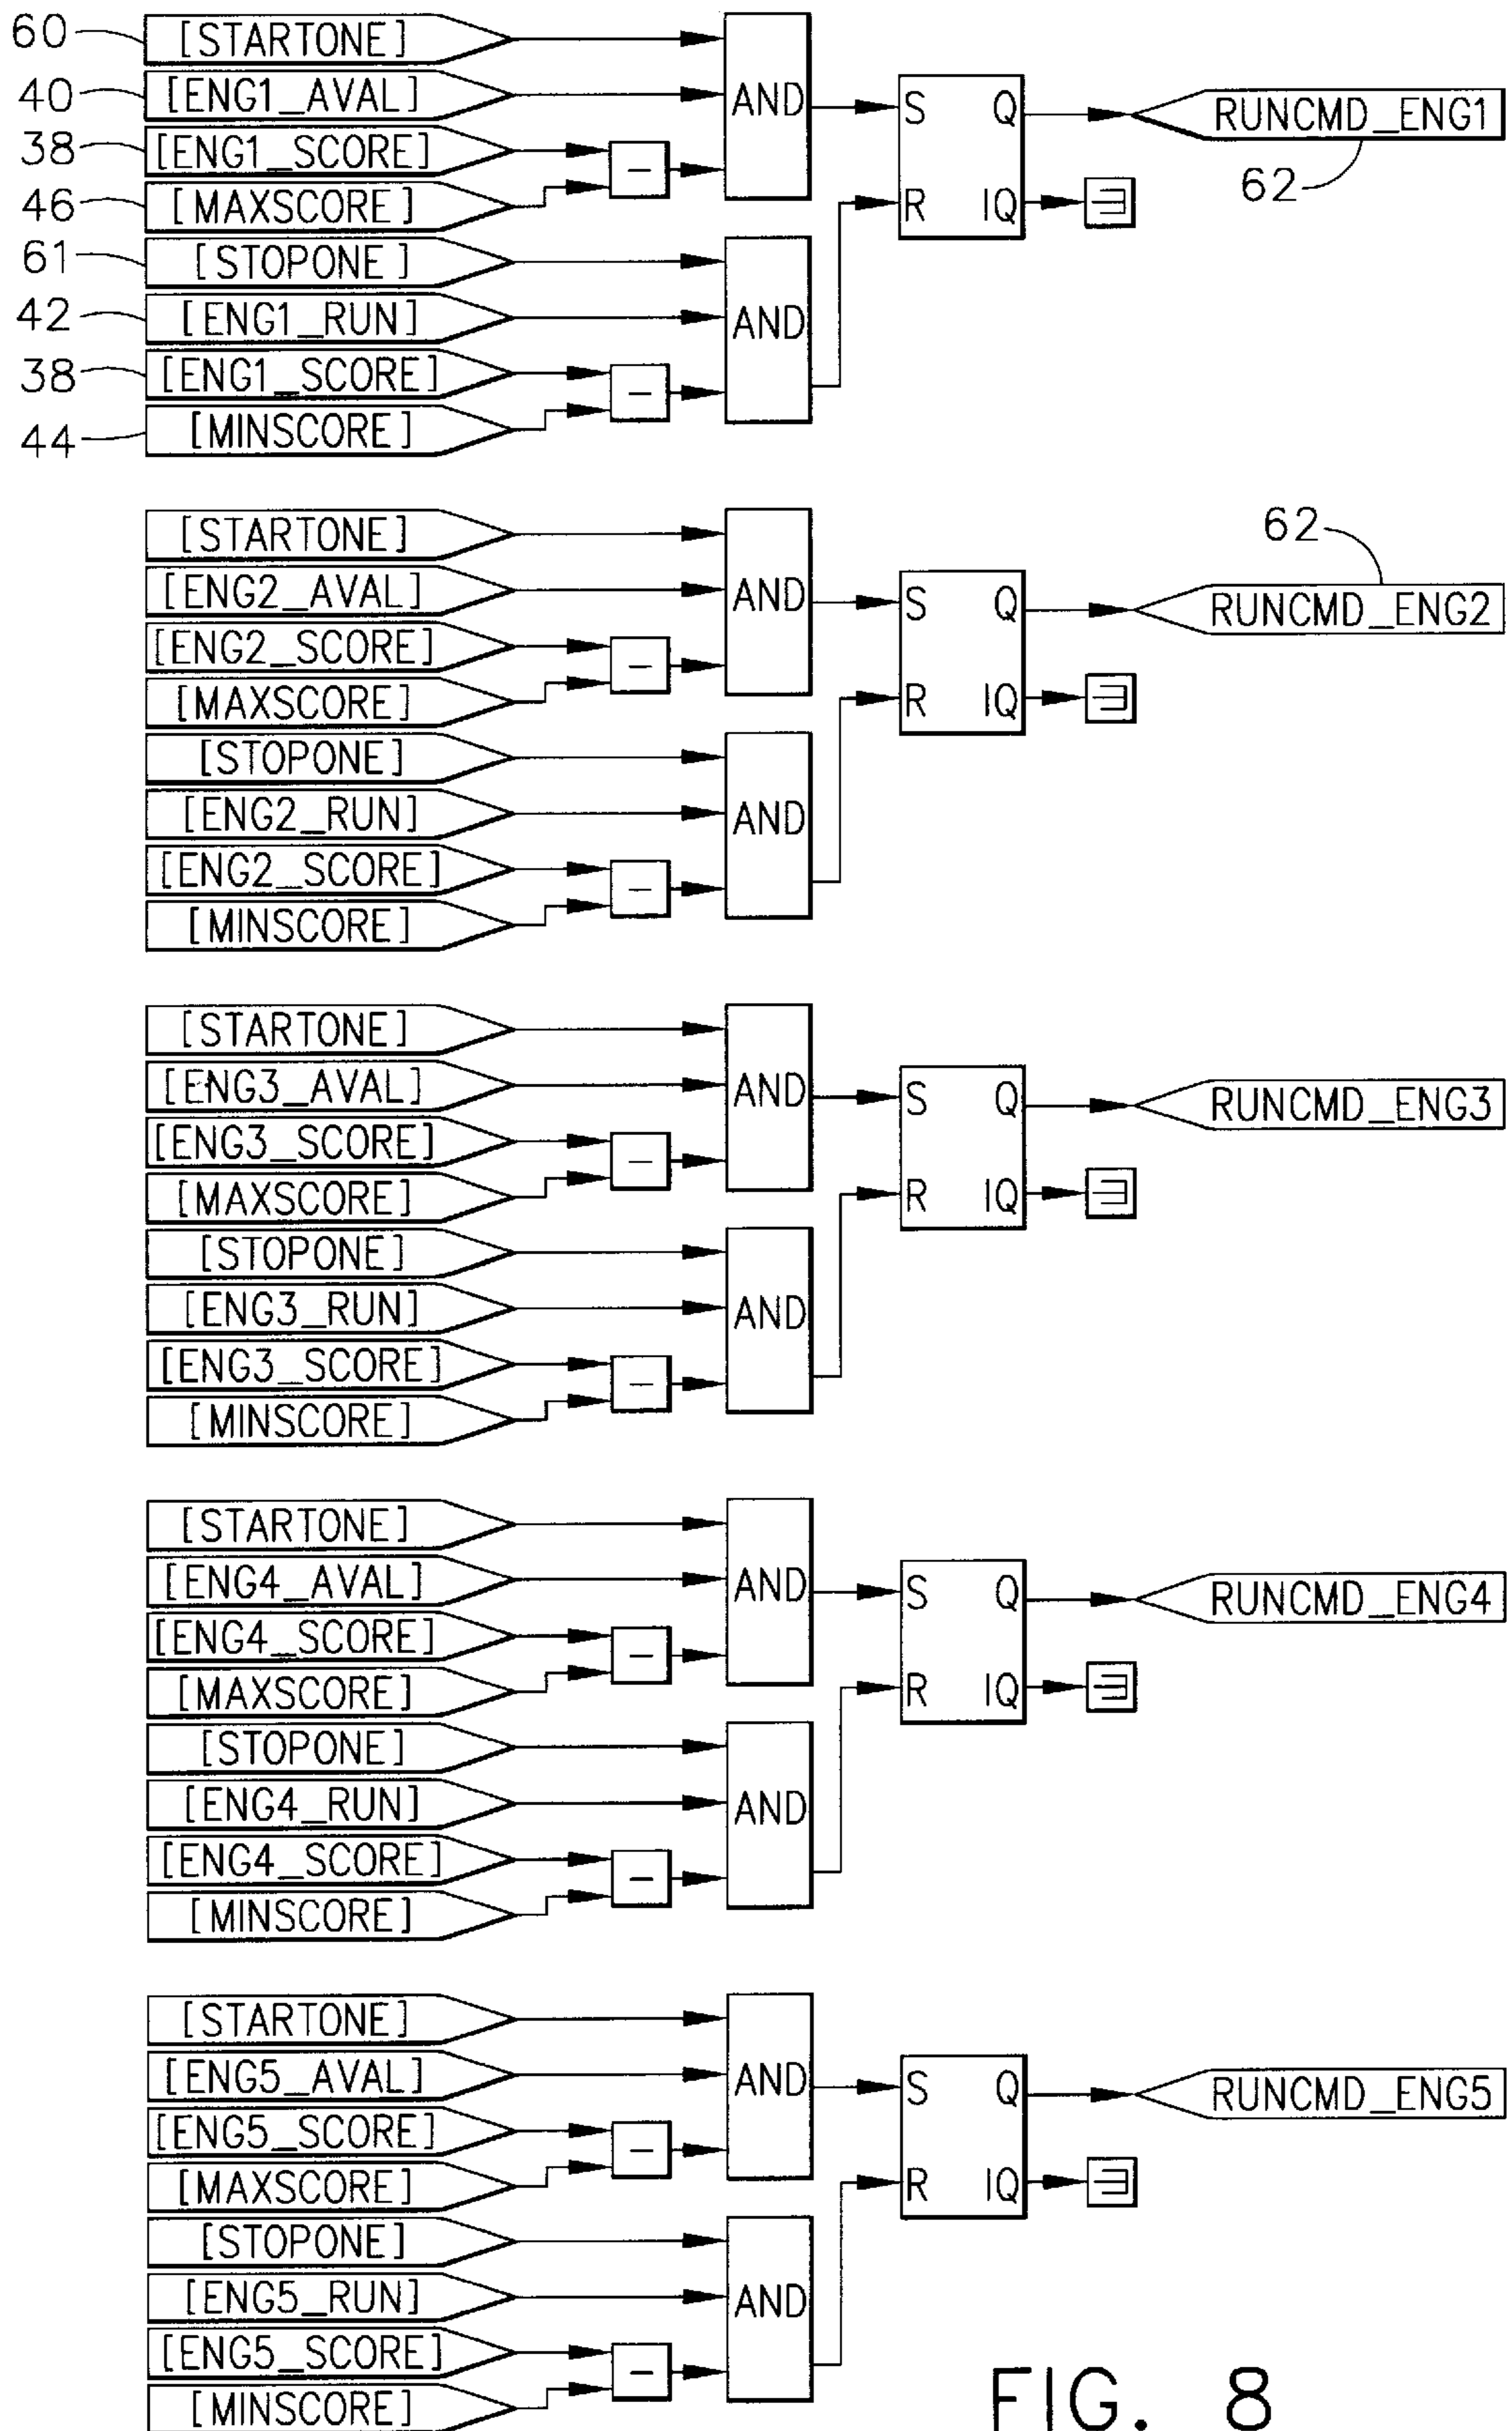 60 [STARTONE]
40 [ENG1_AVAL]
38 [ENG1_SCORE]
46 [MAXSCORE]
61 [STOPONE]
42 [ENG1_RUN]
38 [ENG1_SCORE]
44 [MINSCORE]
AND
–
AND
–
S Q
R IQ
RUNCMD_ENG1
62
[STARTONE]
[ENG2_AVAL]
[ENG2_SCORE]
[MAXSCORE]
[STOPONE]
[ENG2_RUN]
[ENG2_SCORE]
[MINSCORE]
AND
–
AND
–
S Q
R IQ
62
RUNCMD_ENG2
[STARTONE]
[ENG3_AVAL]
[ENG3_SCORE]
[MAXSCORE]
[STOPONE]
[ENG3_RUN]
[ENG3_SCORE]
[MINSCORE]
AND
–
AND
–
S Q
R IQ
RUNCMD_ENG3
[STARTONE]
[ENG4_AVAL]
[ENG4_SCORE]
[MAXSCORE]
[STOPONE]
[ENG4_RUN]
[ENG4_SCORE]
[MINSCORE]
AND
–
AND
–
S Q
R IQ
RUNCMD_ENG4
[STARTONE]
[ENG5_AVAL]
[ENG5_SCORE]
[MAXSCORE]
[STOPONE]
[ENG5_RUN]
[ENG5_SCORE]
[MINSCORE]
AND
–
AND
–
S Q
R IQ
RUNCMD_ENG5
FIG. 8